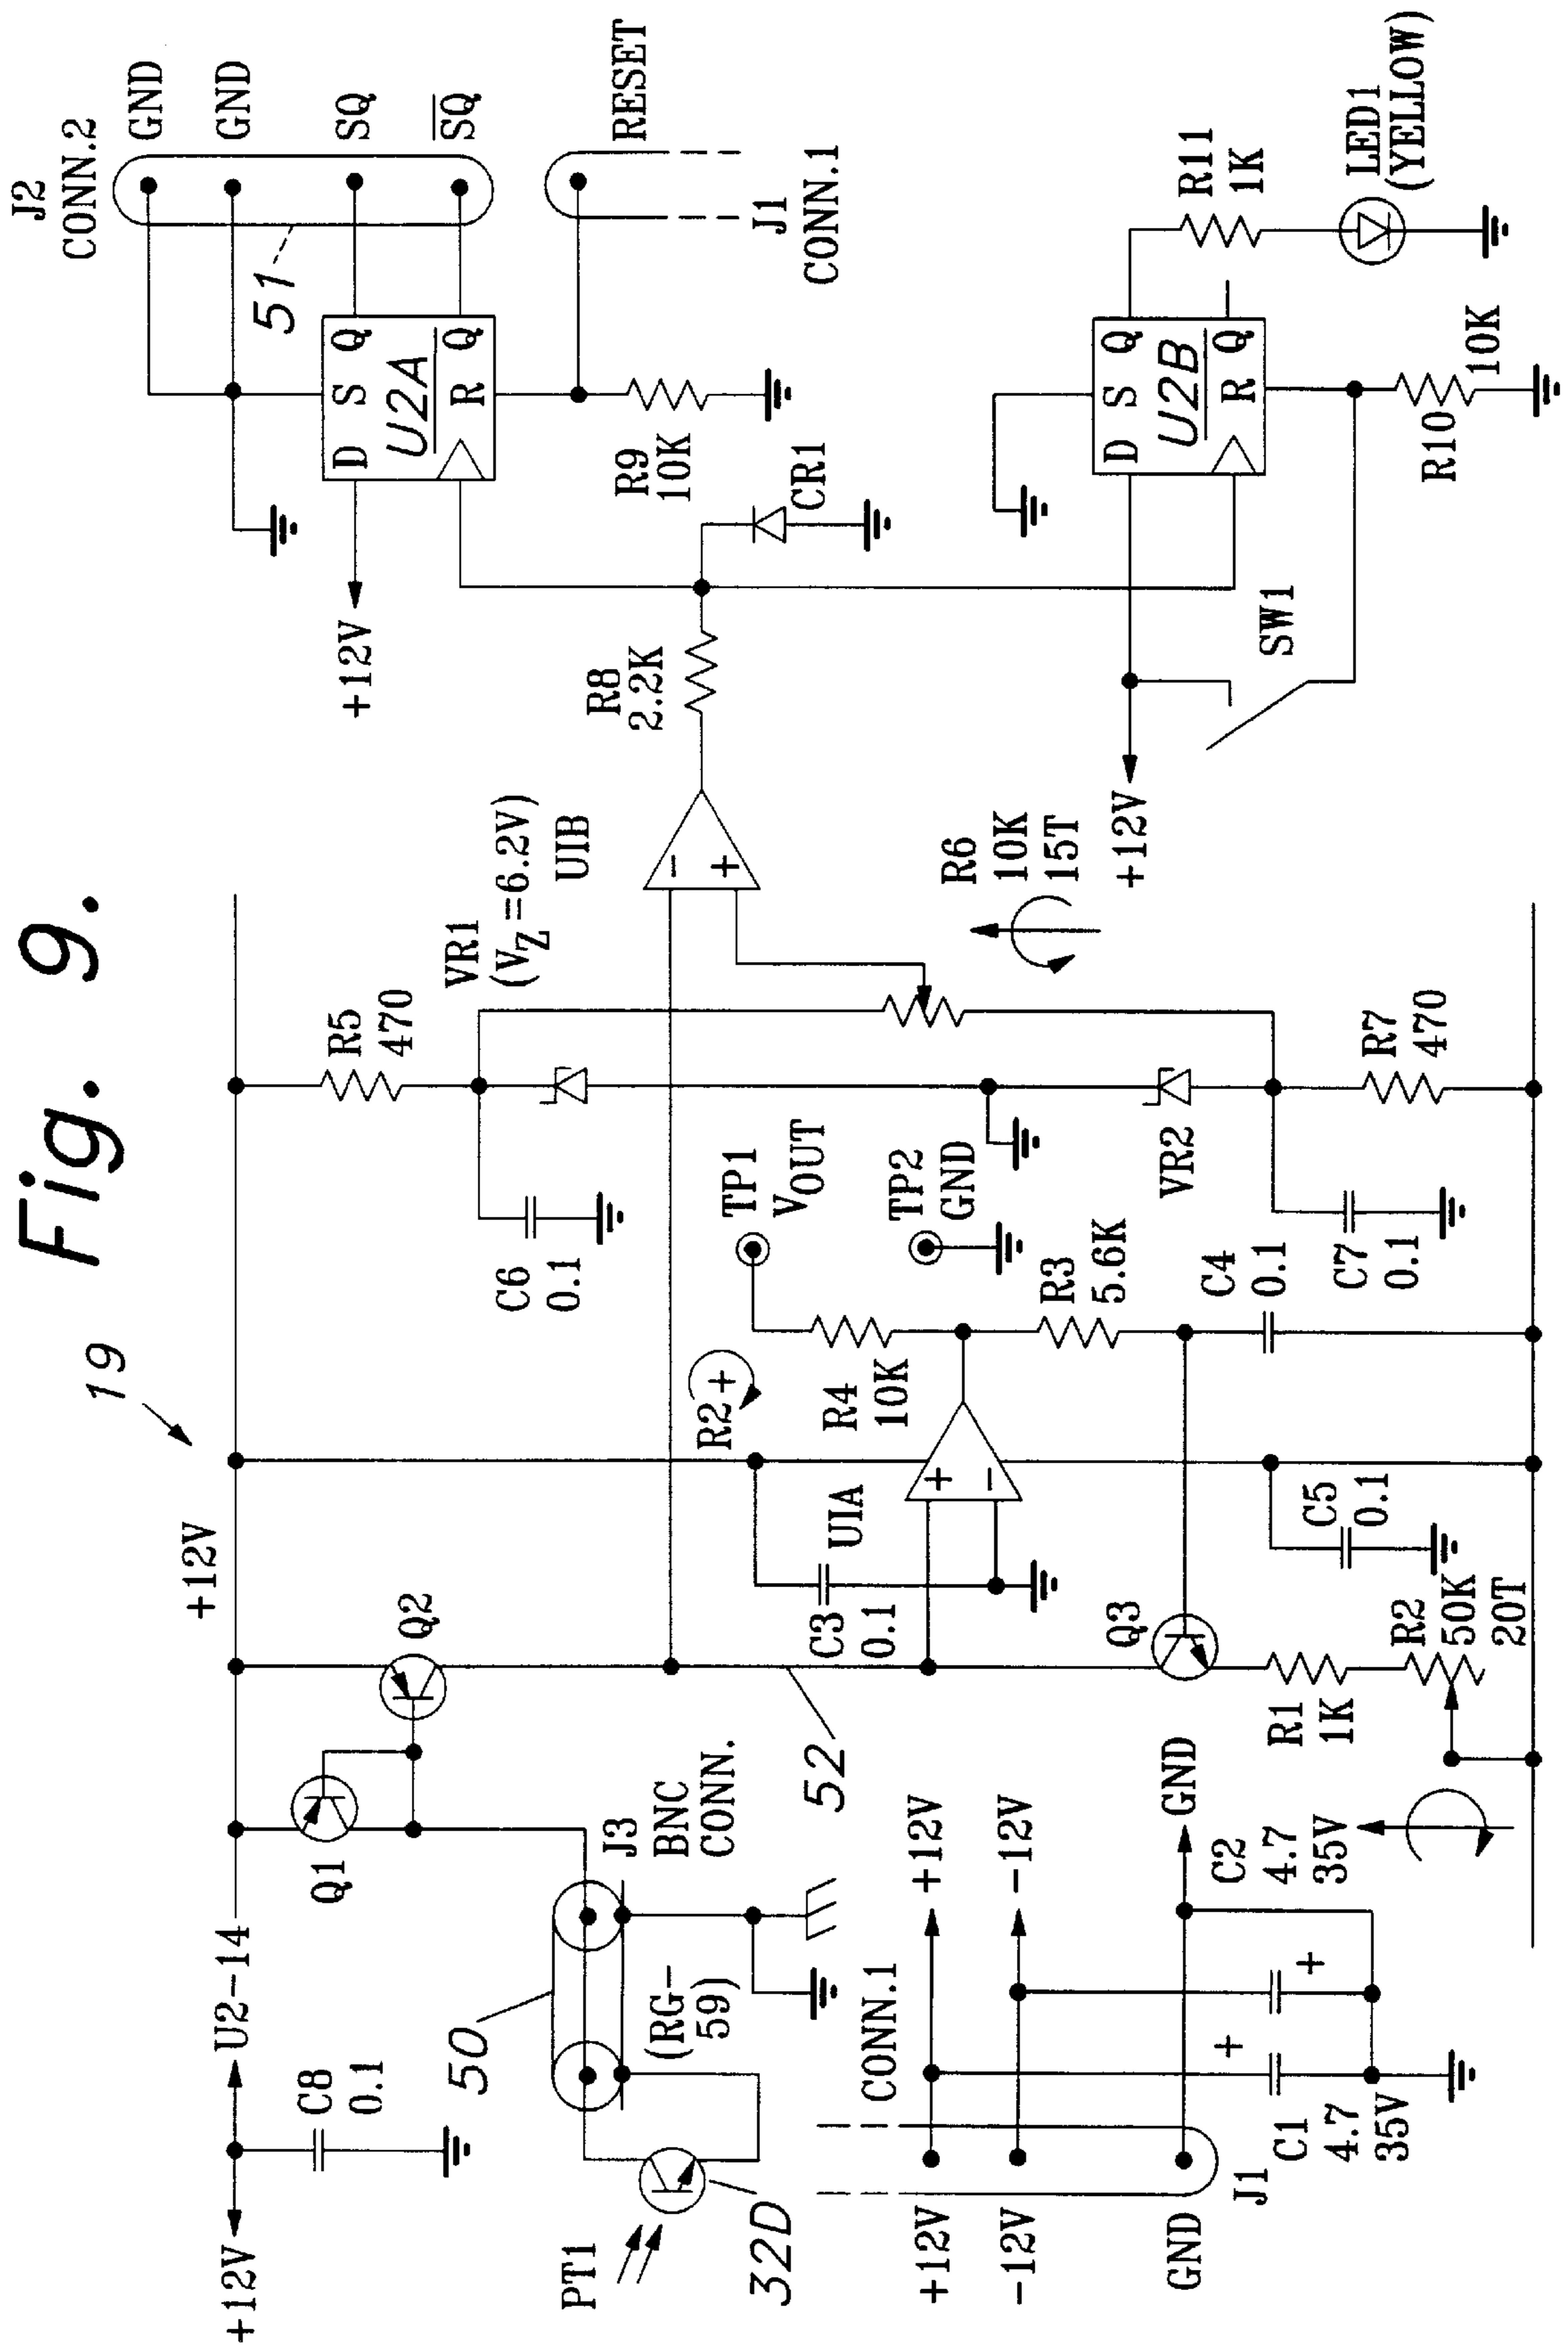 Fig. 9.
19
+12V
U2-14
+12V
C8
0.1
Q1
Q2
PT1
32D
50
(RG-
59)
J3
BNC
CONN.
52
C3
0.1
UIA
+
−
R2
+
R4
10K
TP1
VOUT
TP2
GND
R3
5.6K
C4
0.1
C5
0.1
Q3
R1
1K
R2
50K
20T
CONN.1
+12V
-12V
GND
+12V
-12V
GND
J1
C1
4.7
35V
+
C2
4.7
35V
+
R5
470
C6
0.1
VR1
(VZ=6.2V)
UIB
−
+
R6
10K
15T
VR2
R7
470
C7
0.1
R8
2.2K
CR1
+12V
D
S
Q
U2A
R
Q
R9
10K
51
J2
CONN.2
GND
GND
SQ
SQ
RESET
J1
CONN.1
+12V
SW1
D
S
Q
U2B
R
Q
R10
10K
R11
1K
LED1
(YELLOW)